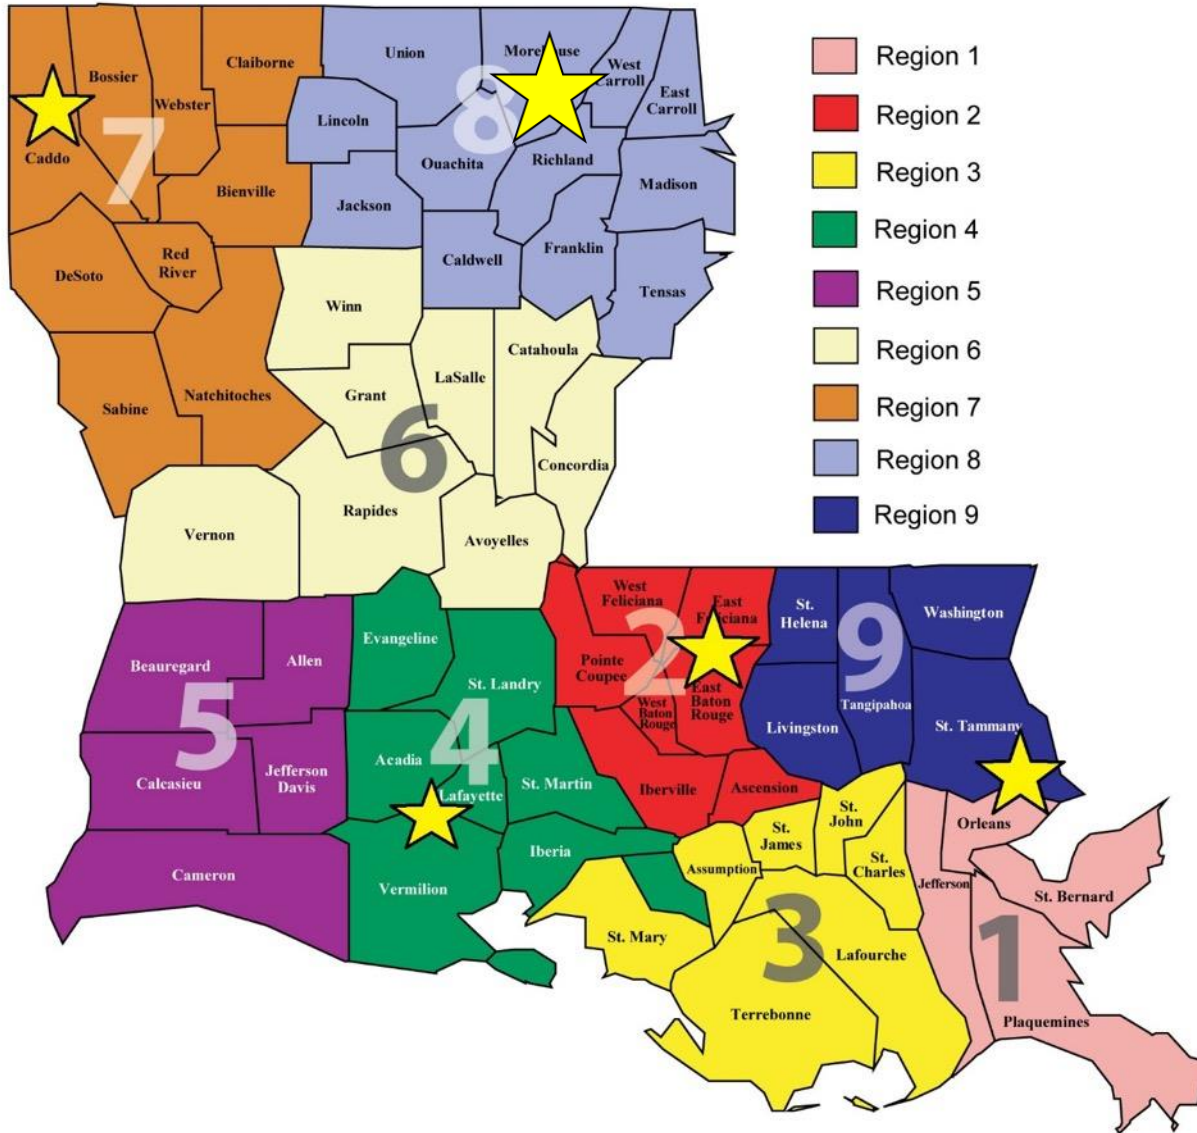 Union
Morehouse
West
Carroll
East
Carroll
Claiborne
Bossier
Webster
Lincoln
8
Caddo
7
Ouachita
Richland
Madison
Bienville
Jackson
Franklin
Caldwell
DeSoto
Red
River
Tensas
Winn
Catahoula
LaSalle
Grant
Natchitoches
Sabine
6
Concordia
Rapides
Vernon
Avoyelles
West
Feliciana
East
Feliciana
St.
Helena
Washington
9
2
Evangeline
Beauregard
Allen
Pointe
Coupee
St. Landry
West
Baton
Rouge
East
Baton
Rouge
Tangipahoa
Livingston
St. Tammany
5
4
Acadia
Calcasieu
Jefferson
Davis
Lafayette
St. Martin
Iberville
Ascension
St.
John
St.
James
Orleans
Iberia
St.
Charles
Assumption
Jefferson
Cameron
Vermilion
St. Bernard
St. Mary
3
Lafourche
1
Terrebonne
Plaquemines
Region 1
Region 2
Region 3
Region 4
Region 5
Region 6
Region 7
Region 8
Region 9